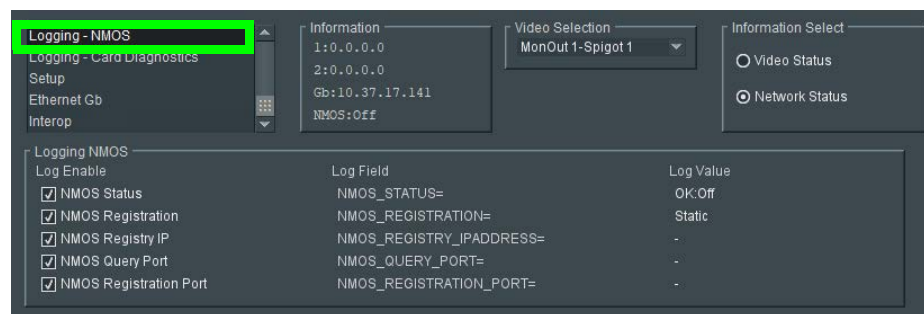 Logging - NMOS
Logging - Card Diagnostics
Setup
Ethernet Gb
Interop
Information
1:0.0.0.0
2:0.0.0.0
Gb:10.37.17.141
NMOS:Off
Video Selection
MonOut 1-Spigot 1
Information Select
Video Status
Network Status
Logging NMOS
Log Enable Log Field Log Value
NMOS Status NMOS_STATUS= OK:Off
NMOS Registration NMOS_REGISTRATION= Static
NMOS Registry IP NMOS_REGISTRY_IPADDRESS= -
NMOS Query Port NMOS_QUERY_PORT= -
NMOS Registration Port NMOS_REGISTRATION_PORT= -